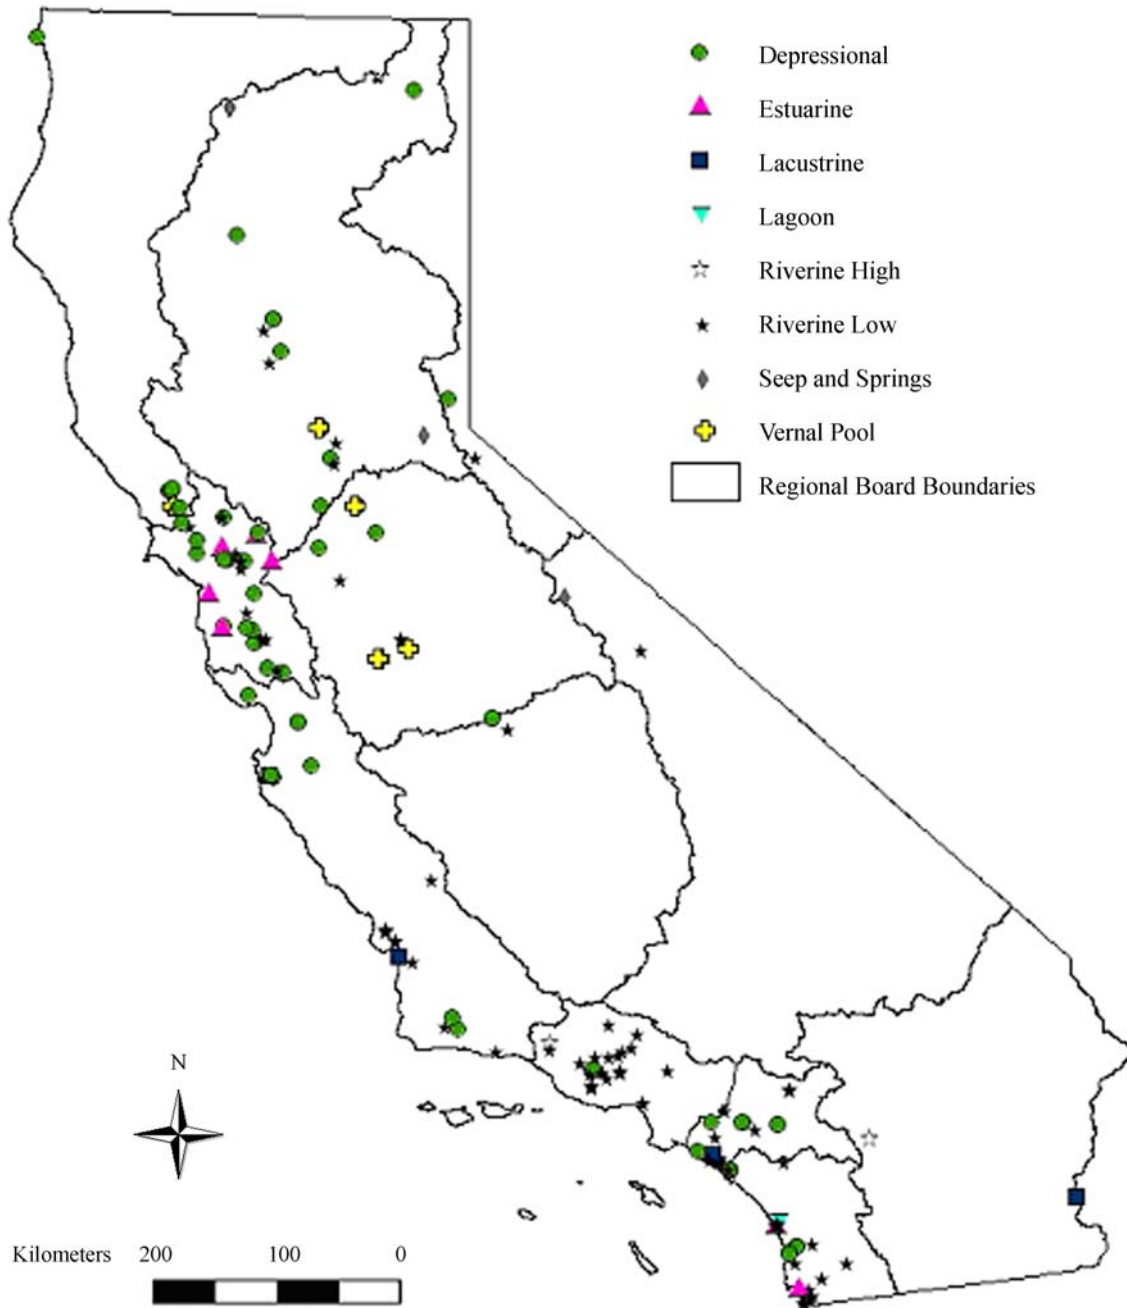 Depressional
Estuarine
Lacustrine
Lagoon
Riverine High
Riverine Low
Seep and Springs
Vernal Pool
Regional Board Boundaries
N
Kilometers 200 100 0